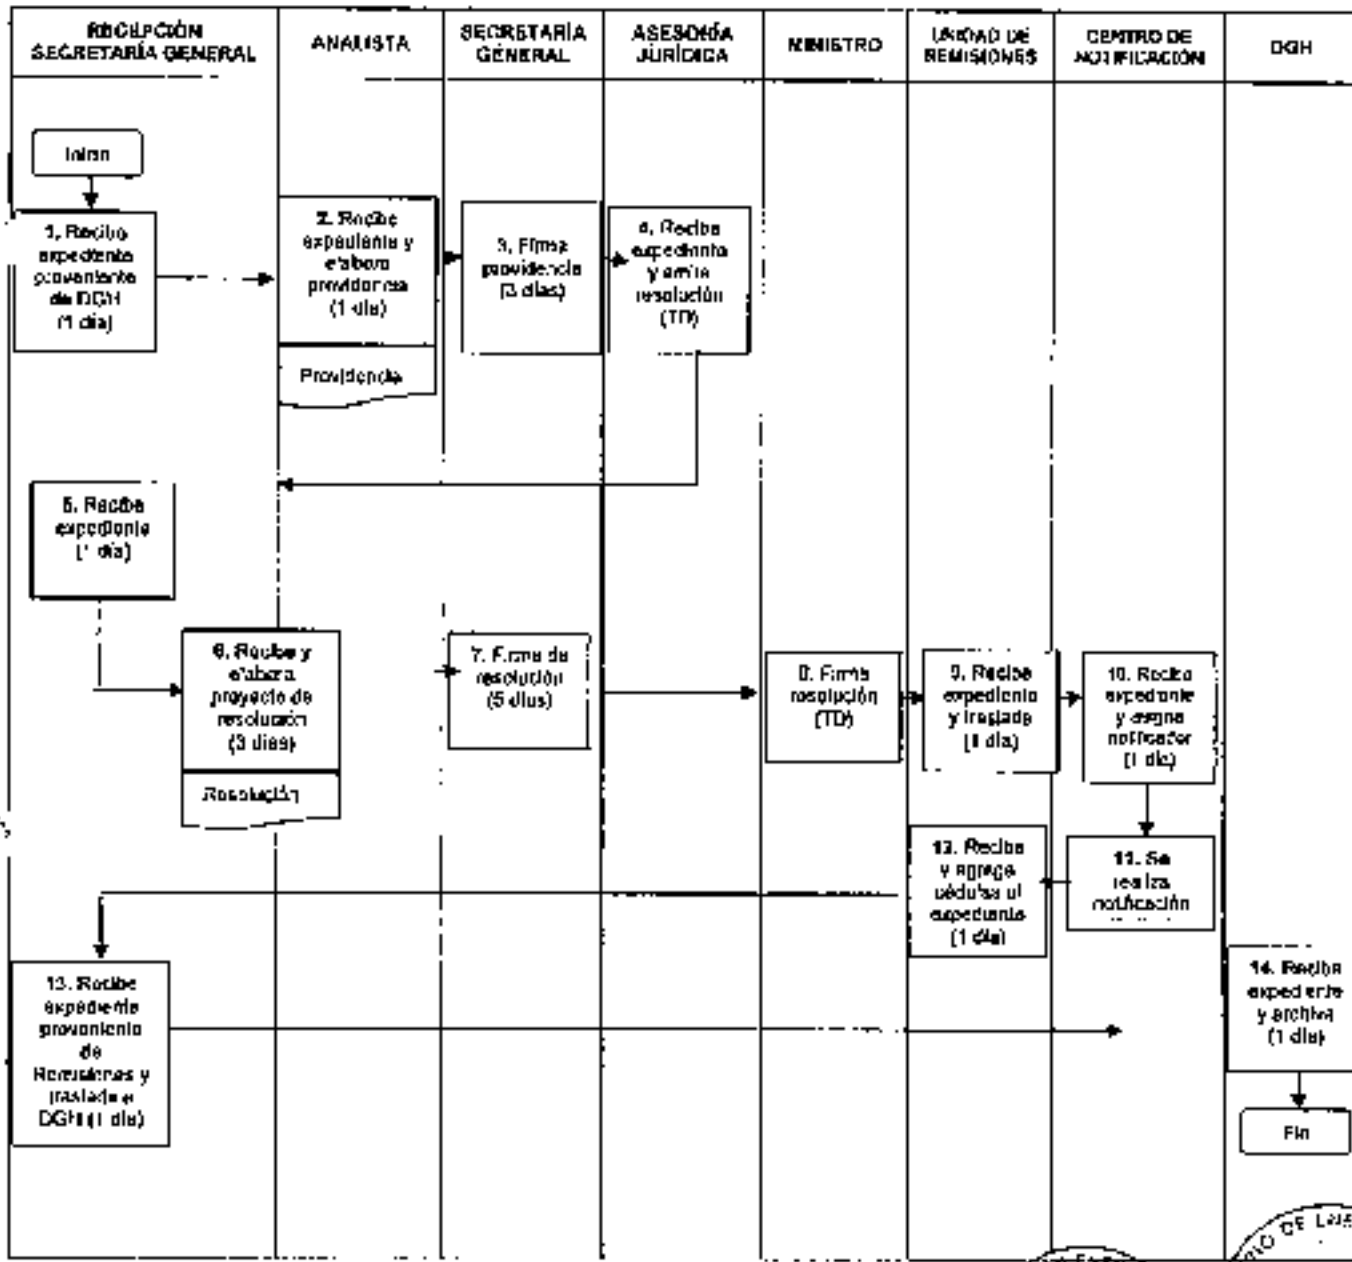 RECEPCIÓN
SECRETARÍA GENERAL
ANALISTA
SECRETARÍA
GENERAL
ASESORÍA
JURÍDICA
MINISTRO
UNIDAD DE
REMISIONES
CENTRO DE
NOTIFICACIÓN
DGH
1. Recibe
expediente
proveniente
de DGH
(1 día)
2. Recibe
expediente y
elabora
providencia
(1 día)
Providencia
3. Firma
providencia
(3 días)
4. Recibe
expediente
y emite
resolución
(TD)
5. Recibe
expediente
(1 día)
6. Recibe y
elabora
proyecto de
resolución
(3 días)
Resolución
7. Firma de
resolución
(5 días)
8. Firma
resolución
(TD)
9. Recibe
expediente
y traslada
(1 día)
10. Recibe
expediente
y asigna
notificador
(1 día)
11. Se
realiza
notificación
12. Recibe
y agrega
cédulas al
expediente
(1 día)
13. Recibe
expediente
proveniente
de
Remisiones y
traslada a
DGH (1 día)
14. Recibe
expediente
y archiva
(1 día)
Fin